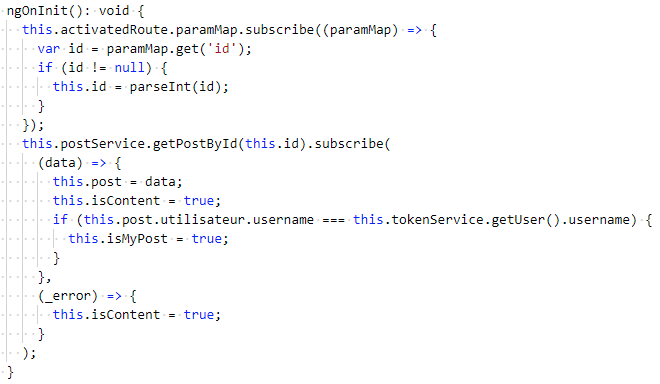 ngOnInit(): void {
this.activatedRoute.paramMap.subscribe((paramMap) => {
var id = paramMap.get('id');
if (id != null) {
this.id = parseInt(id);
}
});
this.postService.getPostById(this.id).subscribe(
(data) => {
this.post = data;
this.isContent = true;
if (this.post.utilisateur.username === this.tokenService.getUser().username) {
this.isMyPost = true;
}
},
(_error) => {
this.isContent = true;
}
);
}